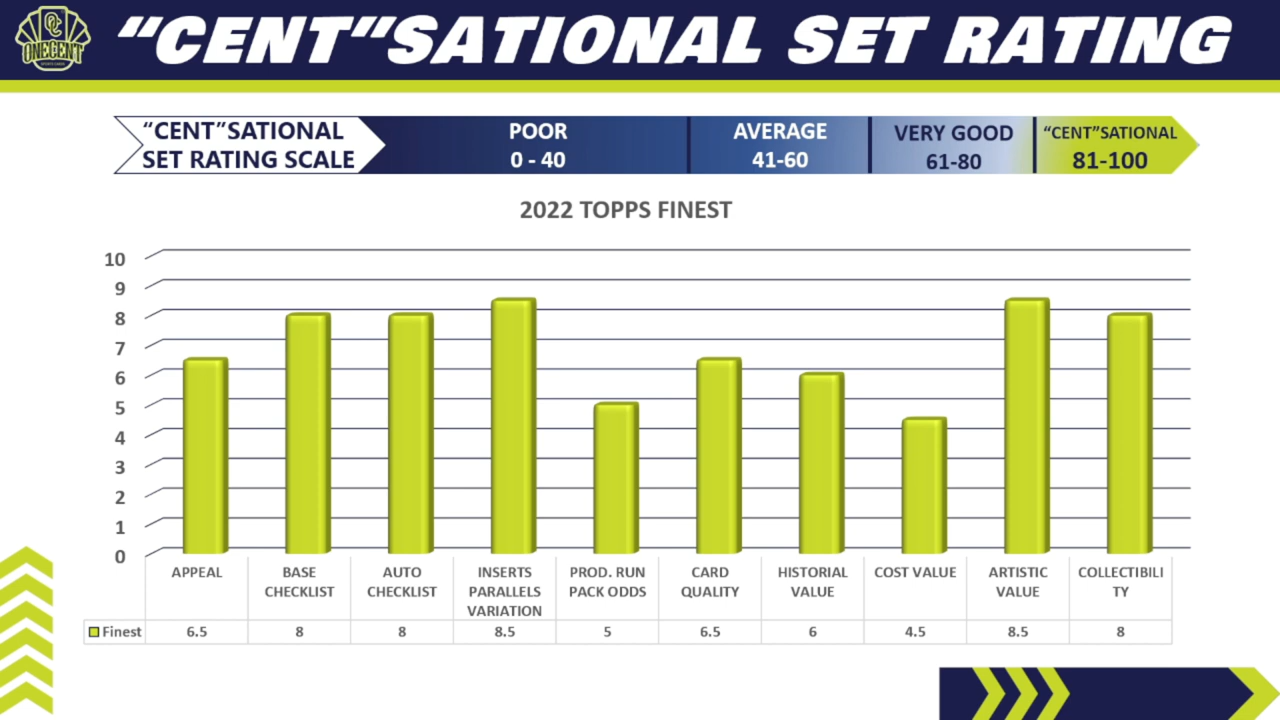 OC
ONECENT
SPORTS CARDS
“CENT”SATIONAL SET RATING
“CENT”SATIONAL
SET RATING SCALE
POOR
0 - 40
AVERAGE
41-60
VERY GOOD
61-80
“CENT”SATIONAL
81-100
2022 TOPPS FINEST
10
9
8
7
6
5
4
3
2
1
0
APPEAL
BASE
CHECKLIST
AUTO
CHECKLIST
INSERTS
PARALLELS
VARIATION
PROD. RUN
PACK ODDS
CARD
QUALITY
HISTORIAL
VALUE
COST VALUE
ARTISTIC
VALUE
COLLECTIBILI
TY
Finest 6.5 8 8 8.5 5 6.5 6 4.5 8.5 8